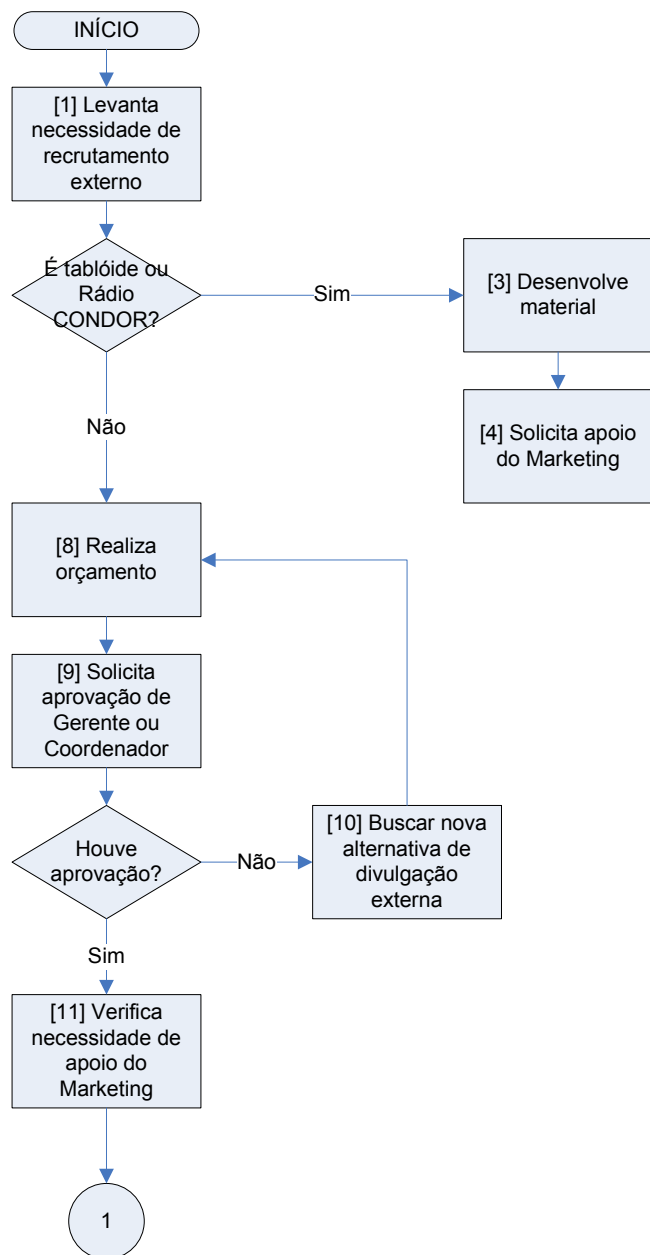 INÍCIO
[1] Levanta
necessidade de
recrutamento
externo
É tablóide ou
Rádio
CONDOR?
Sim
[3] Desenvolve
material
[4] Solicita apoio
do Marketing
Não
[8] Realiza
orçamento
[9] Solicita
aprovação de
Gerente ou
Coordenador
Houve
aprovação?
Não
[10] Buscar nova
alternativa de
divulgação
externa
Sim
[11] Verifica
necessidade de
apoio do
Marketing
1